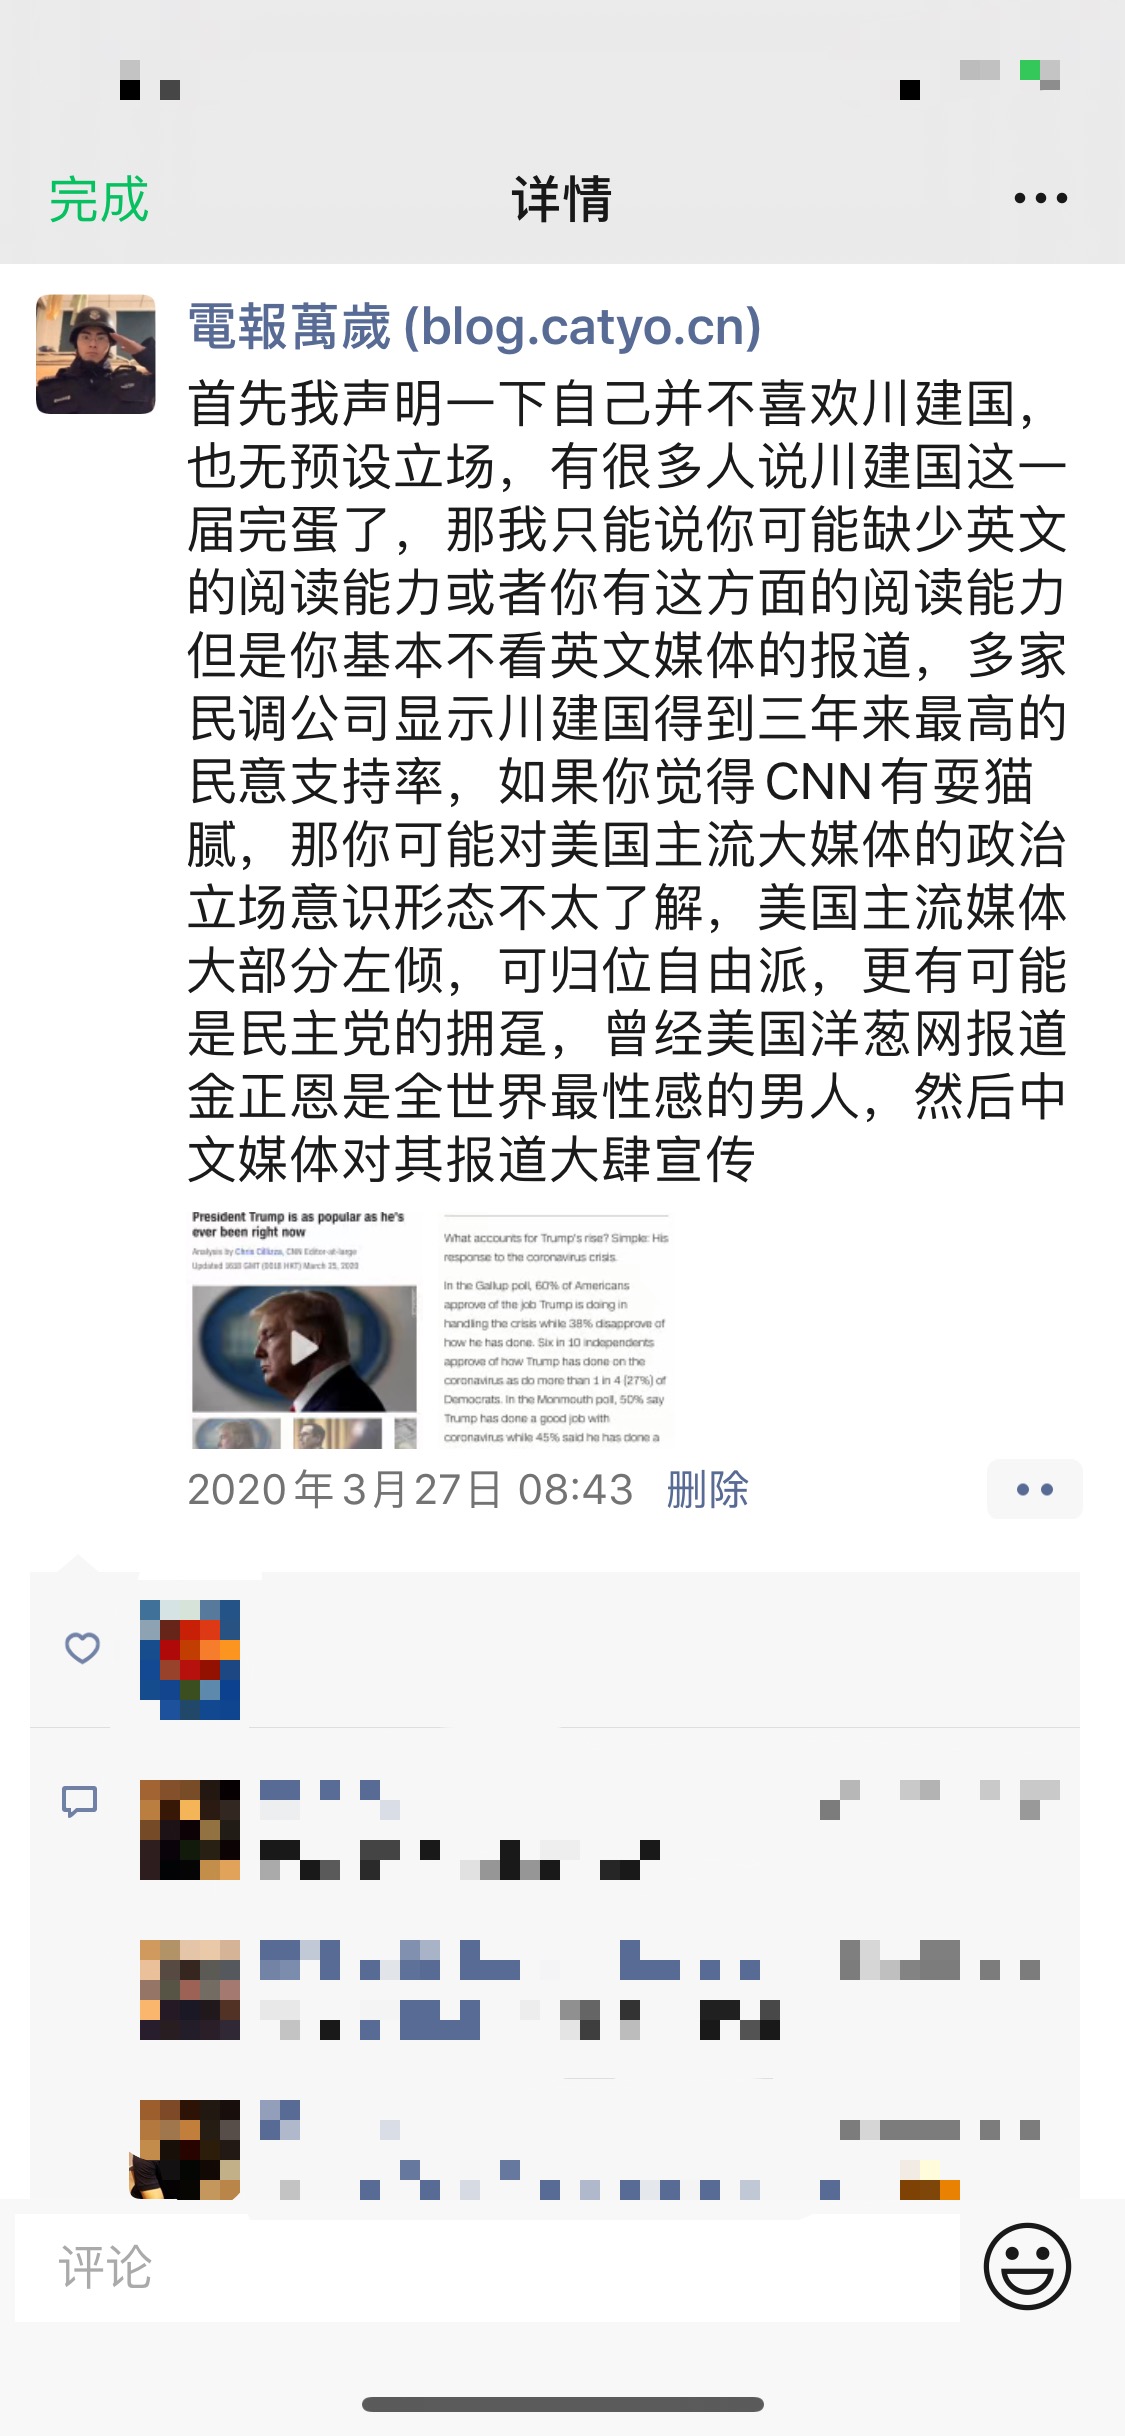 完成
详情
電報萬歲 (blog.catyo.cn)
首先我声明一下自己并不喜欢川建国，
也无预设立场，有很多人说川建国这一
届完蛋了，那我只能说你可能缺少英文
的阅读能力或者你有这方面的阅读能力
但是你基本不看英文媒体的报道，多家
民调公司显示川建国得到三年来最高的
民意支持率，如果你觉得CNN有耍猫
腻，那你可能对美国主流大媒体的政治
立场意识形态不太了解，美国主流媒体
大部分左倾，可归位自由派，更有可能
是民主党的拥趸，曾经美国洋葱网报道
金正恩是全世界最性感的男人，然后中
文媒体对其报道大肆宣传
President Trump is as popular as he's
ever been right now
Analysis by Chris Cillizza, CNN Editor-at-large
Updated 1610 GMT (0010 HKT) March 25, 2020
What accounts for Trump's rise? Simple: His
response to the coronavirus crisis.
In the Gallup poll, 60% of Americans
approve of the job Trump is doing in
handling the crisis while 38% disapprove of
how he has done. Six in 10 independents
approve of how Trump has done on the
coronavirus as do more than 1 in 4 (27%) of
Democrats. In the Monmouth poll, 50% say
Trump has done a good job with
coronavirus while 45% said he has done a
2020年3月27日 08:43 删除
评论